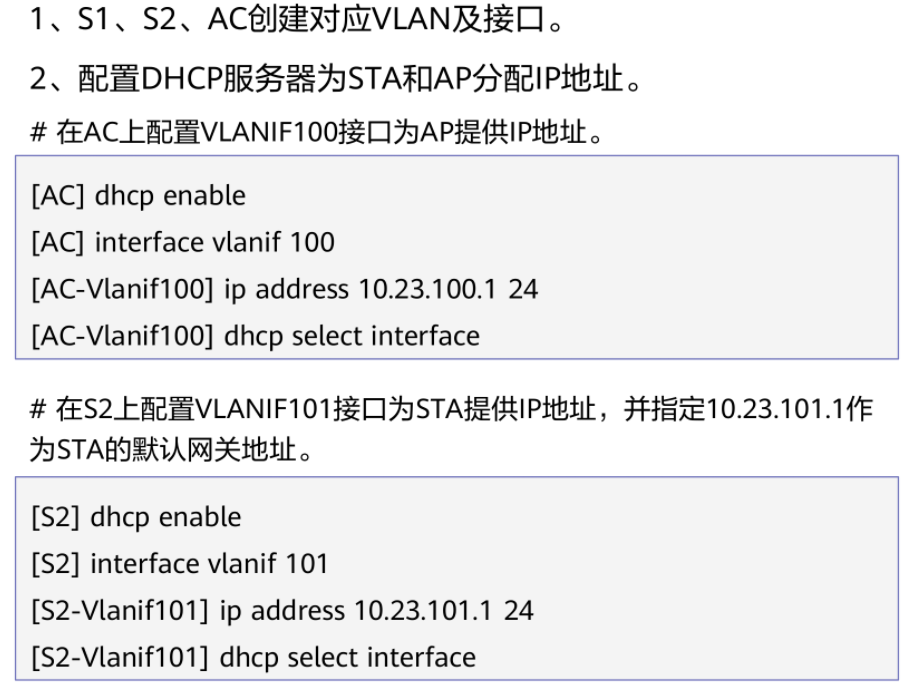 1、S1、S2、AC创建对应VLAN及接口。
2、配置DHCP服务器为STA和AP分配IP地址。
# 在AC上配置VLANIF100接口为AP提供IP地址。
[AC] dhcp enable
[AC] interface vlanif 100
[AC-Vlanif100] ip address 10.23.100.1 24
[AC-Vlanif100] dhcp select interface
# 在S2上配置VLANIF101接口为STA提供IP地址，并指定10.23.101.1作
为STA的默认网关地址。
[S2] dhcp enable
[S2] interface vlanif 101
[S2-Vlanif101] ip address 10.23.101.1 24
[S2-Vlanif101] dhcp select interface